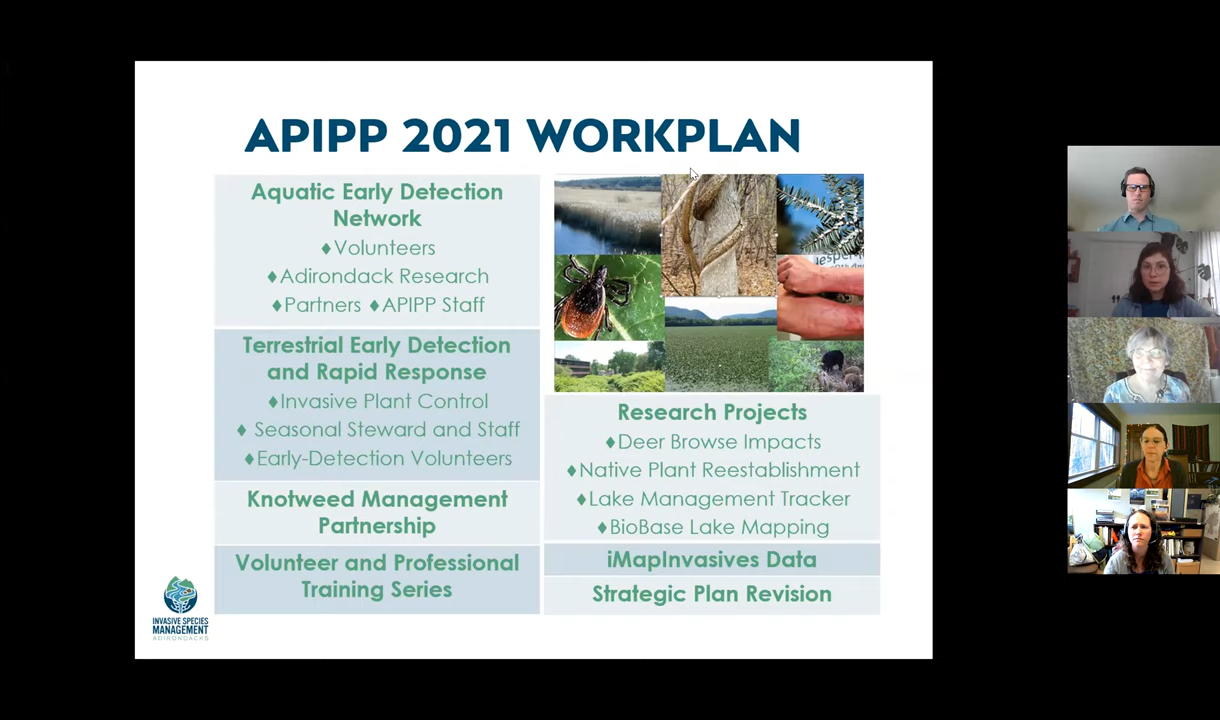 APIPP 2021 WORKPLAN
Aquatic Early Detection
Network
♦Volunteers
♦Adirondack Research
♦Partners ♦APIPP Staff
Terrestrial Early Detection
and Rapid Response
♦Invasive Plant Control
♦ Seasonal Steward and Staff
♦Early-Detection Volunteers
Knotweed Management
Partnership
Volunteer and Professional
Training Series
Research Projects
♦Deer Browse Impacts
♦Native Plant Reestablishment
♦Lake Management Tracker
♦BioBase Lake Mapping
iMapInvasives Data
Strategic Plan Revision
INVASIVE SPECIES
MANAGEMENT
ADIRONDACKS